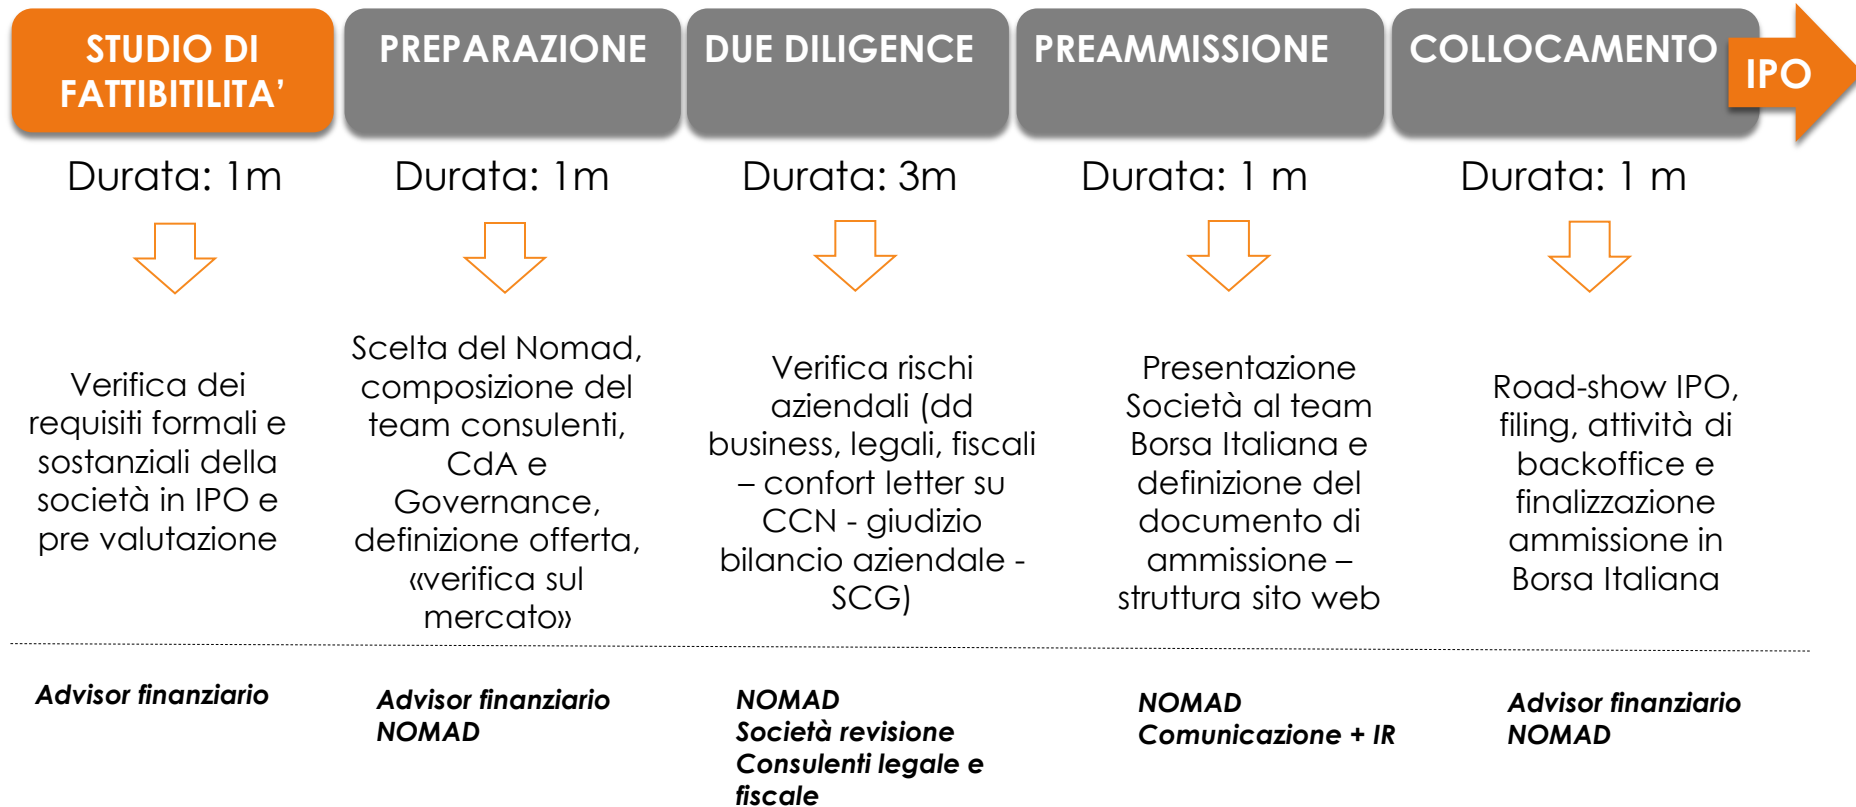 STUDIO DI
FATTIBITILITA’
PREPARAZIONE
DUE DILIGENCE
PREAMMISSIONE
COLLOCAMENTO
IPO
Durata: 1m
Durata: 1m
Durata: 3m
Durata: 1 m
Durata: 1 m
Verifica dei
requisiti formali e
sostanziali della
società in IPO e
pre valutazione
Scelta del Nomad,
composizione del
team consulenti,
CdA e
Governance,
definizione offerta,
«verifica sul
mercato»
Verifica rischi
aziendali (dd
business, legali, fiscali
– confort letter su
CCN - giudizio
bilancio aziendale -
SCG)
Presentazione
Società al team
Borsa Italiana e
definizione del
documento di
ammissione –
struttura sito web
Road-show IPO,
filing, attività di
backoffice e
finalizzazione
ammissione in
Borsa Italiana
Advisor finanziario
Advisor finanziario
NOMAD
NOMAD
Società revisione
Consulenti legale e
fiscale
NOMAD
Comunicazione + IR
Advisor finanziario
NOMAD